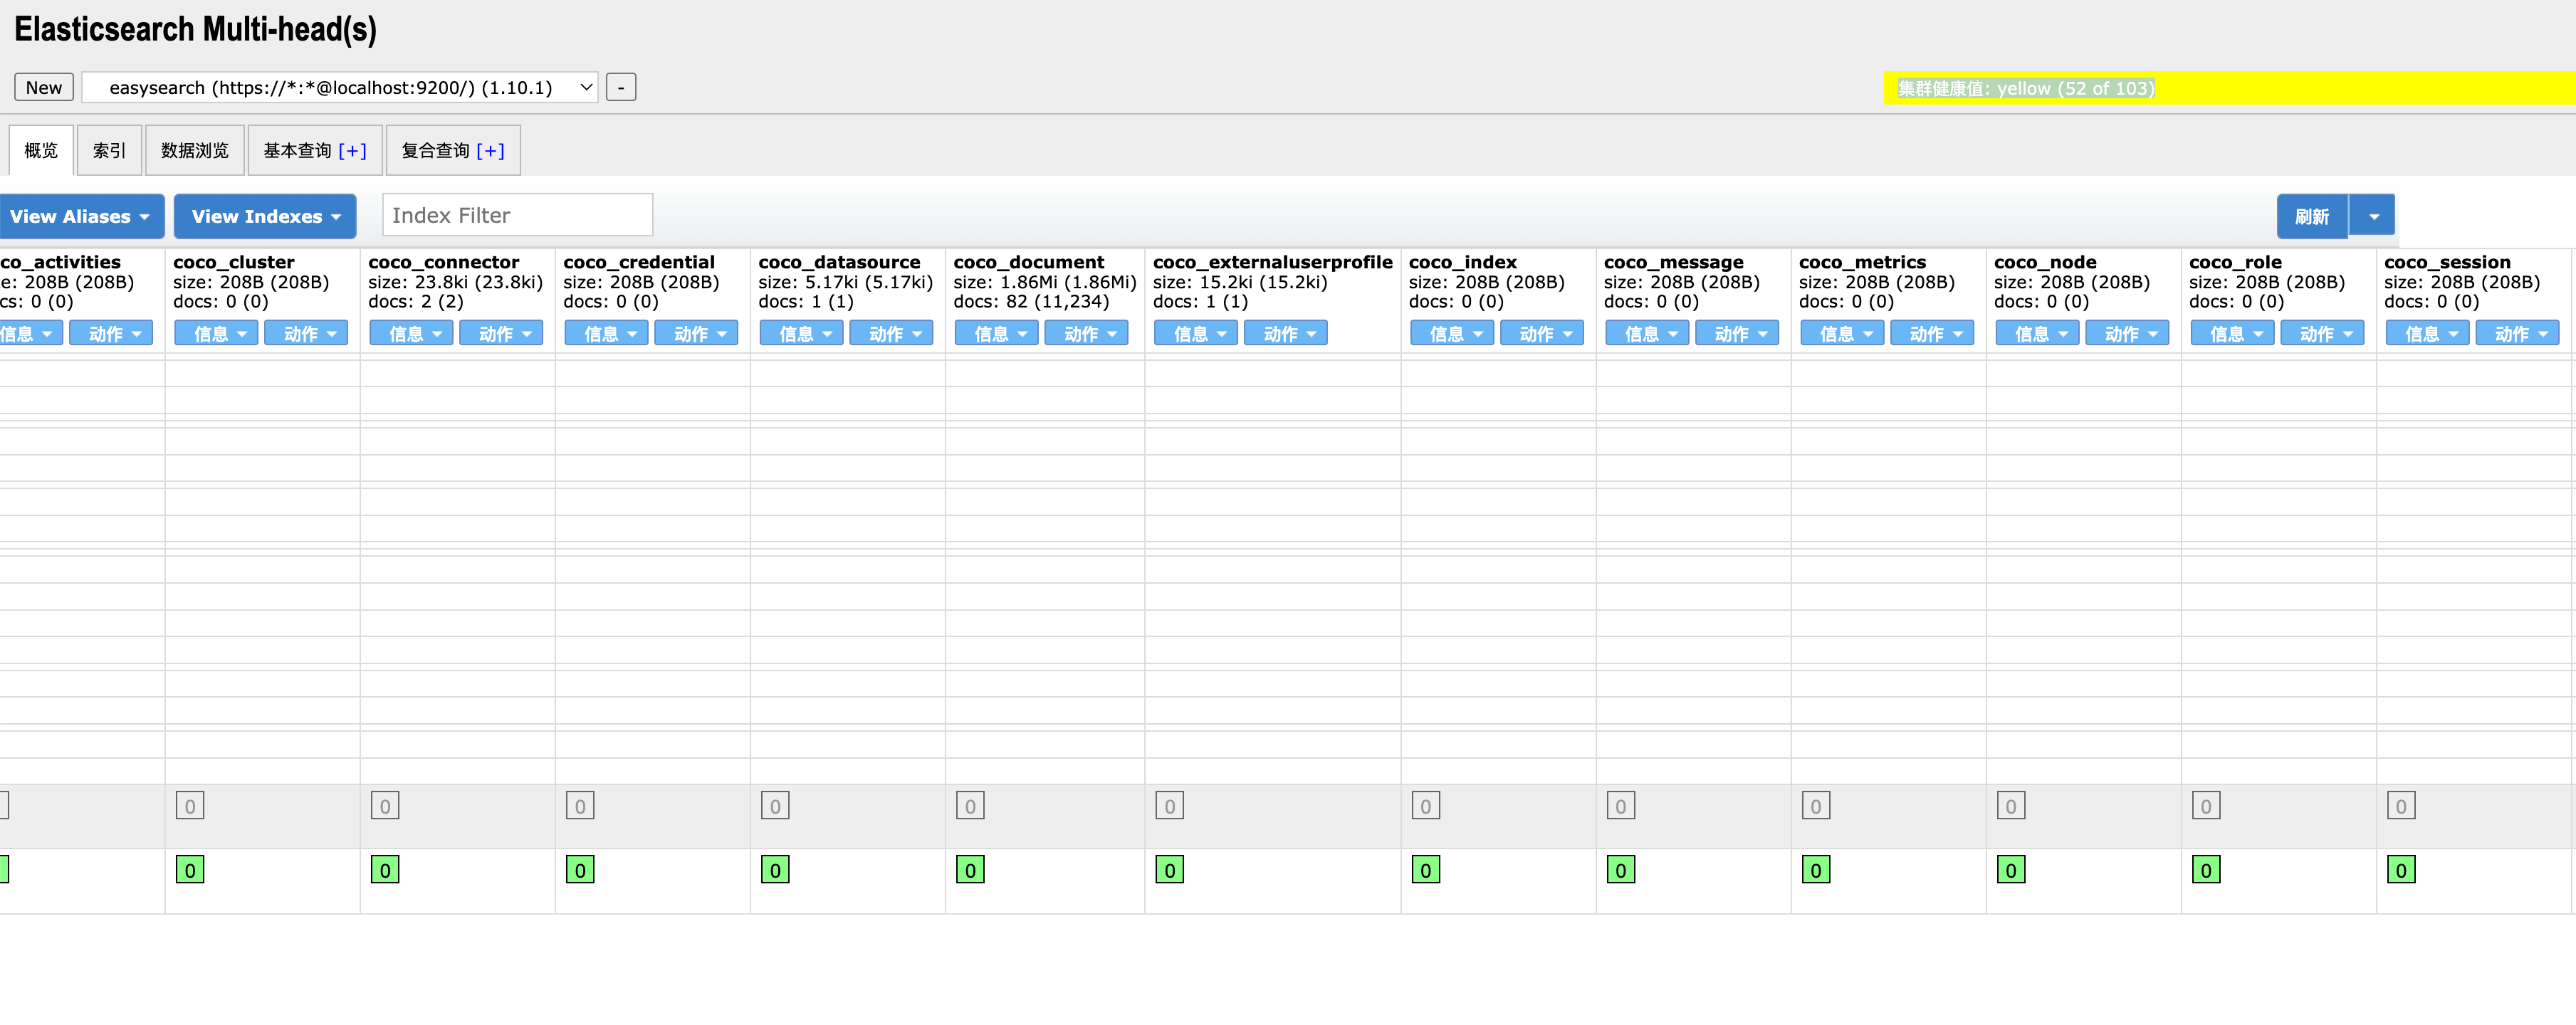 Elasticsearch Multi-head(s)
New easysearch (https://*:*@localhost:9200/) (1.10.1) - 集群健康值: yellow (52 of 103)
概览 索引 数据浏览 基本查询 [+] 复合查询 [+]
View Aliases View Indexes Index Filter 刷新
co_activities coco_cluster coco_connector coco_credential coco_datasource coco_document coco_externaluserprofile coco_index coco_message coco_metrics coco_node coco_role coco_session
e: 208B (208B) size: 208B (208B) size: 23.8ki (23.8ki) size: 208B (208B) size: 5.17ki (5.17ki) size: 1.86Mi (1.86Mi) size: 15.2ki (15.2ki) size: 208B (208B) size: 208B (208B) size: 208B (208B) size: 208B (208B) size: 208B (208B) size: 208B (208B)
cs: 0 (0) docs: 0 (0) docs: 2 (2) docs: 0 (0) docs: 1 (1) docs: 82 (11,234) docs: 1 (1) docs: 0 (0) docs: 0 (0) docs: 0 (0) docs: 0 (0) docs: 0 (0) docs: 0 (0)
信息 动作 信息 动作 信息 动作 信息 动作 信息 动作 信息 动作 信息 动作 信息 动作 信息 动作 信息 动作 信息 动作 信息 动作 信息 动作
0 0 0 0 0 0 0 0 0 0 0 0
0 0 0 0 0 0 0 0 0 0 0 0